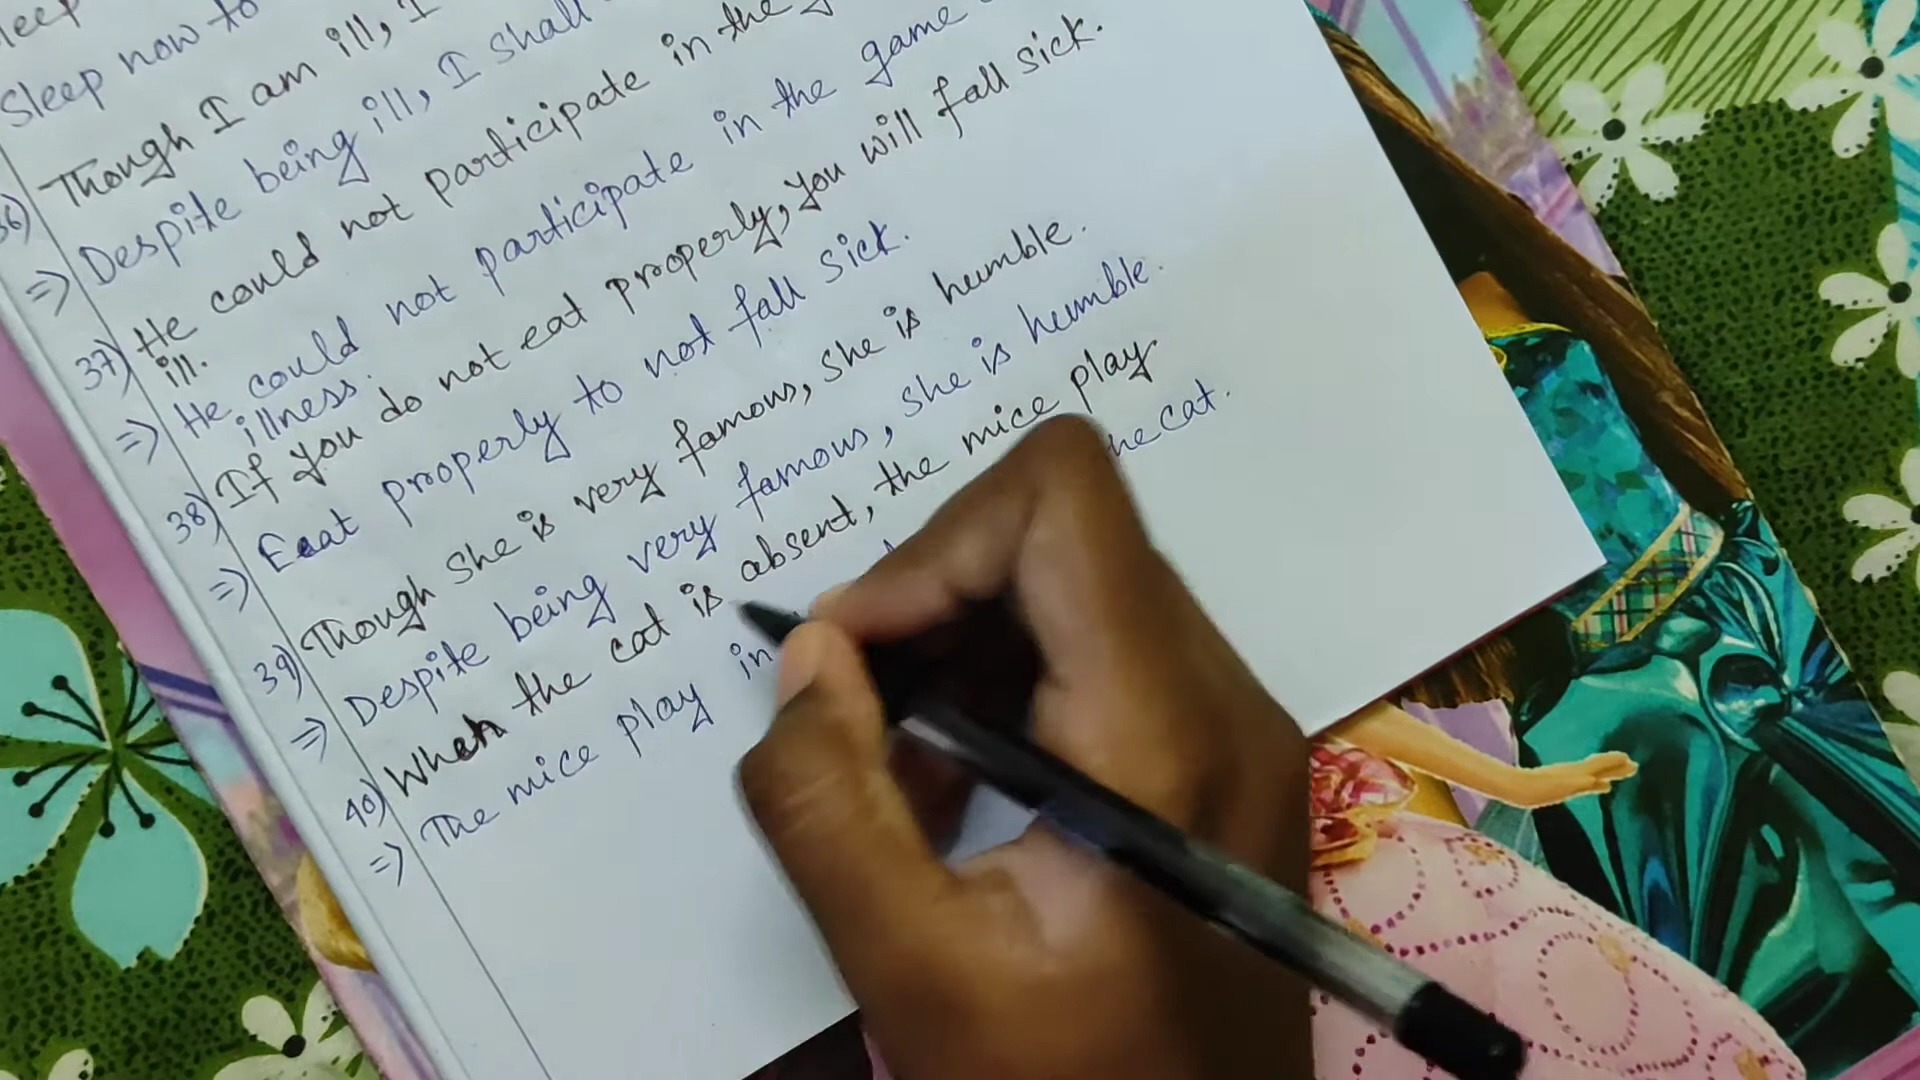 Sleep now to
36) Though I am ill, I
=> Despite being ill, I shall
37) He could not participate in the
ill.
=> He could not participate in the game
illness.
38) If you do not eat properly, you will fall sick.
=> Eat properly to not fall sick.
39) Though she is very famous, she is humble.
=> Despite being very famous, she is humble.
40) When the cat is absent, the mice play
=> The mice play in cat.